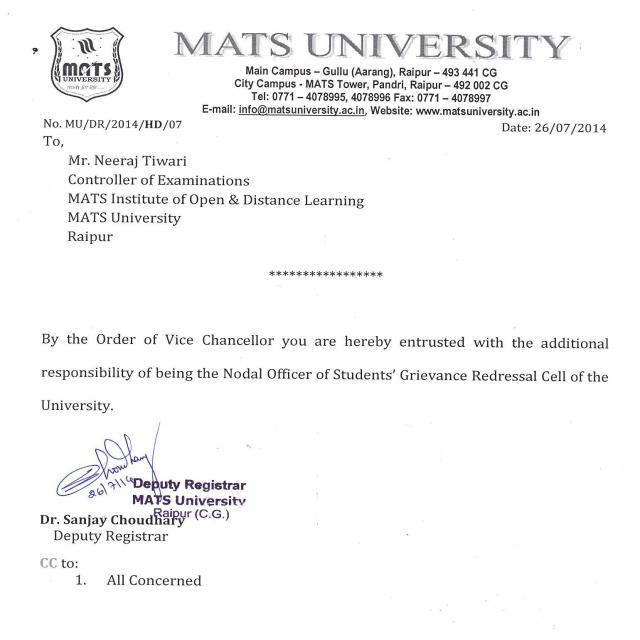 MATS
UNIVERSITY
ready for life.....
MATS UNIVERSITY
Main Campus – Gullu (Aarang), Raipur – 493 441 CG
City Campus - MATS Tower, Pandri, Raipur – 492 002 CG
Tel: 0771 – 4078995, 4078996 Fax: 0771 – 4078997
E-mail: info@matsuniversity.ac.in, Website: www.matsuniversity.ac.in
No. MU/DR/2014/HD/07
Date: 26/07/2014
To,
Mr. Neeraj Tiwari
Controller of Examinations
MATS Institute of Open & Distance Learning
MATS University
Raipur
*****************
By the Order of Vice Chancellor you are hereby entrusted with the additional
responsibility of being the Nodal Officer of Students’ Grievance Redressal Cell of the
University.
Choudhary
26/7/14
Deputy Registrar
MATS University
Raipur (C.G.)
Dr. Sanjay Choudhary
Deputy Registrar
CC to:
1. All Concerned